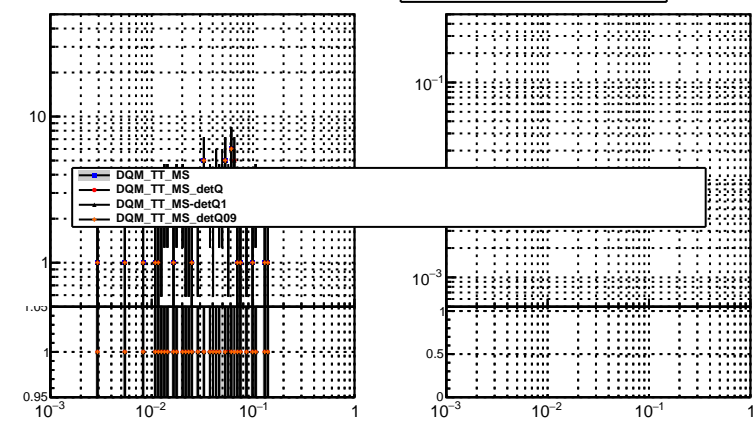 10
10⁻¹
DQM_TT_MS
DQM_TT_MS_detQ
DQM_TT_MS-detQ1
DQM_TT_MS_detQ09
1
10⁻³
1.05
1
1
0.5
0.95
0
10⁻³ 10⁻² 10⁻¹ 1
10⁻³ 10⁻² 10⁻¹ 1